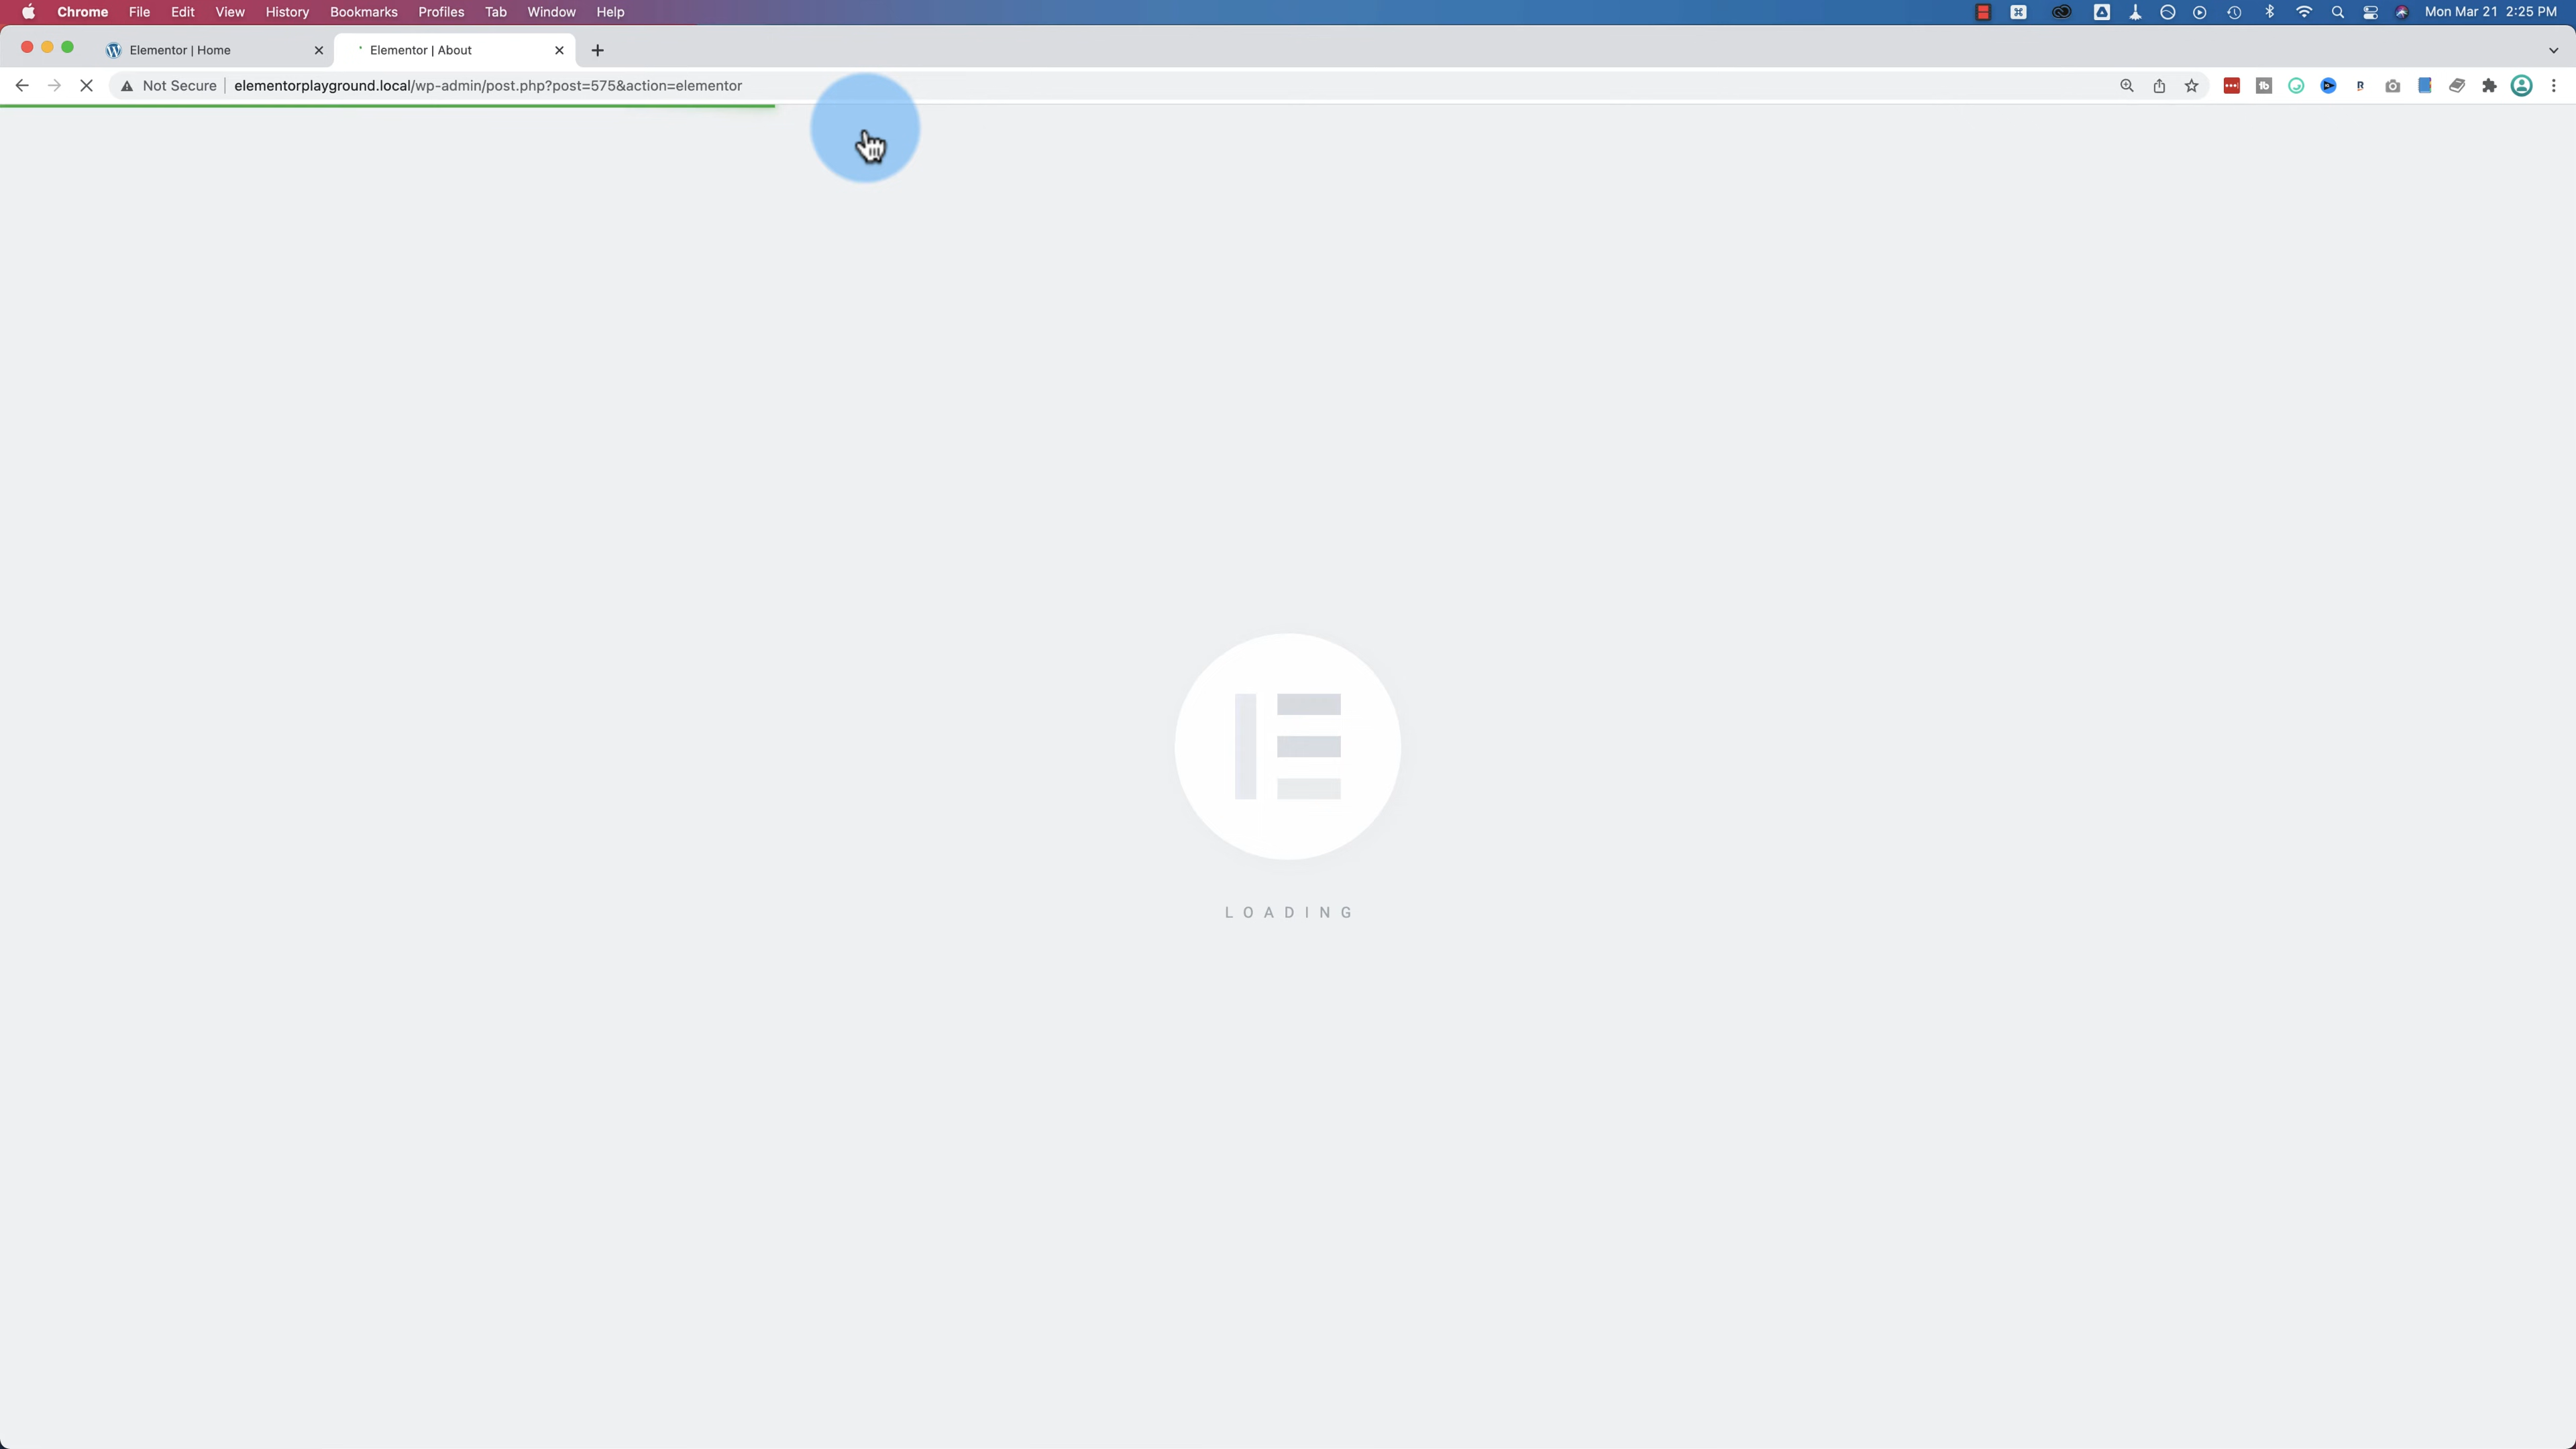 Chrome File Edit View History Bookmarks Profiles Tab Window Help Mon Mar 21 2:25 PM
Elementor | Home Elementor | About
Not Secure elementorplayground.local/wp-admin/post.php?post=575&action=elementor
LOADING